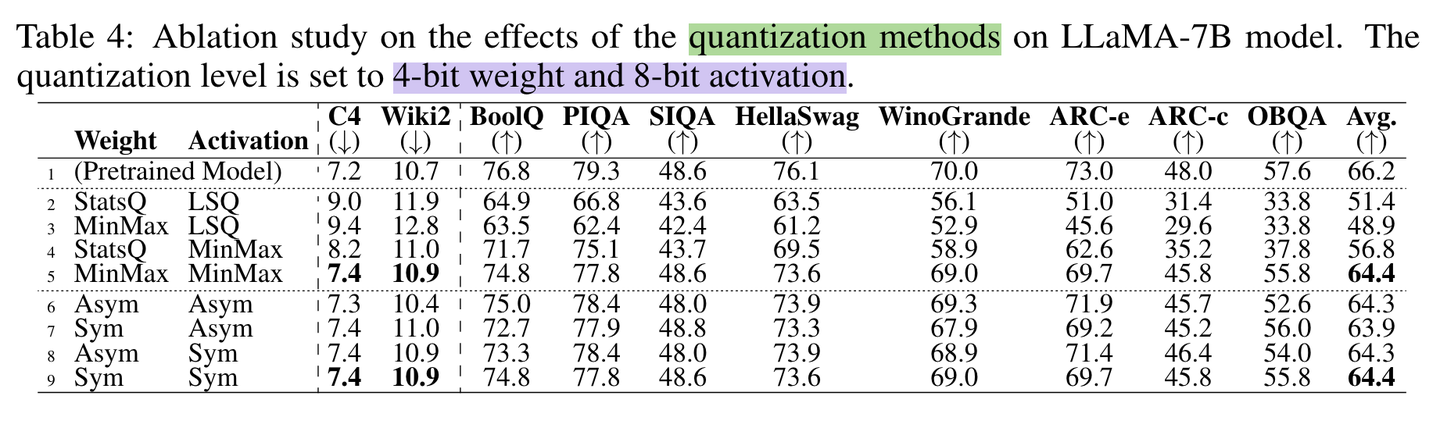 Table 4: Ablation study on the effects of the quantization methods on LLaMA-7B model. The
quantization level is set to 4-bit weight and 8-bit activation.
C4 Wiki2 BoolQ PIQA SIQA HellaSwag WinoGrande ARC-e ARC-c OBQA Avg.
Weight Activation (↓) (↓) (↑) (↑) (↑) (↑) (↑) (↑) (↑) (↑) (↑)
1 (Pretrained Model) 7.2 10.7 76.8 79.3 48.6 76.1 70.0 73.0 48.0 57.6 66.2
2 StatsQ LSQ 9.0 11.9 64.9 66.8 43.6 63.5 56.1 51.0 31.4 33.8 51.4
3 MinMax LSQ 9.4 12.8 63.5 62.4 42.4 61.2 52.9 45.6 29.6 33.8 48.9
4 StatsQ MinMax 8.2 11.0 71.7 75.1 43.7 69.5 58.9 62.6 35.2 37.8 56.8
5 MinMax MinMax 7.4 10.9 74.8 77.8 48.6 73.6 69.0 69.7 45.8 55.8 64.4
6 Asym Asym 7.3 10.4 75.0 78.4 48.0 73.9 69.3 71.9 45.7 52.6 64.3
7 Sym Asym 7.4 11.0 72.7 77.9 48.8 73.3 67.9 69.2 45.2 56.0 63.9
8 Asym Sym 7.4 10.9 73.3 78.4 48.0 73.9 68.9 71.4 46.4 54.0 64.3
9 Sym Sym 7.4 10.9 74.8 77.8 48.6 73.6 69.0 69.7 45.8 55.8 64.4